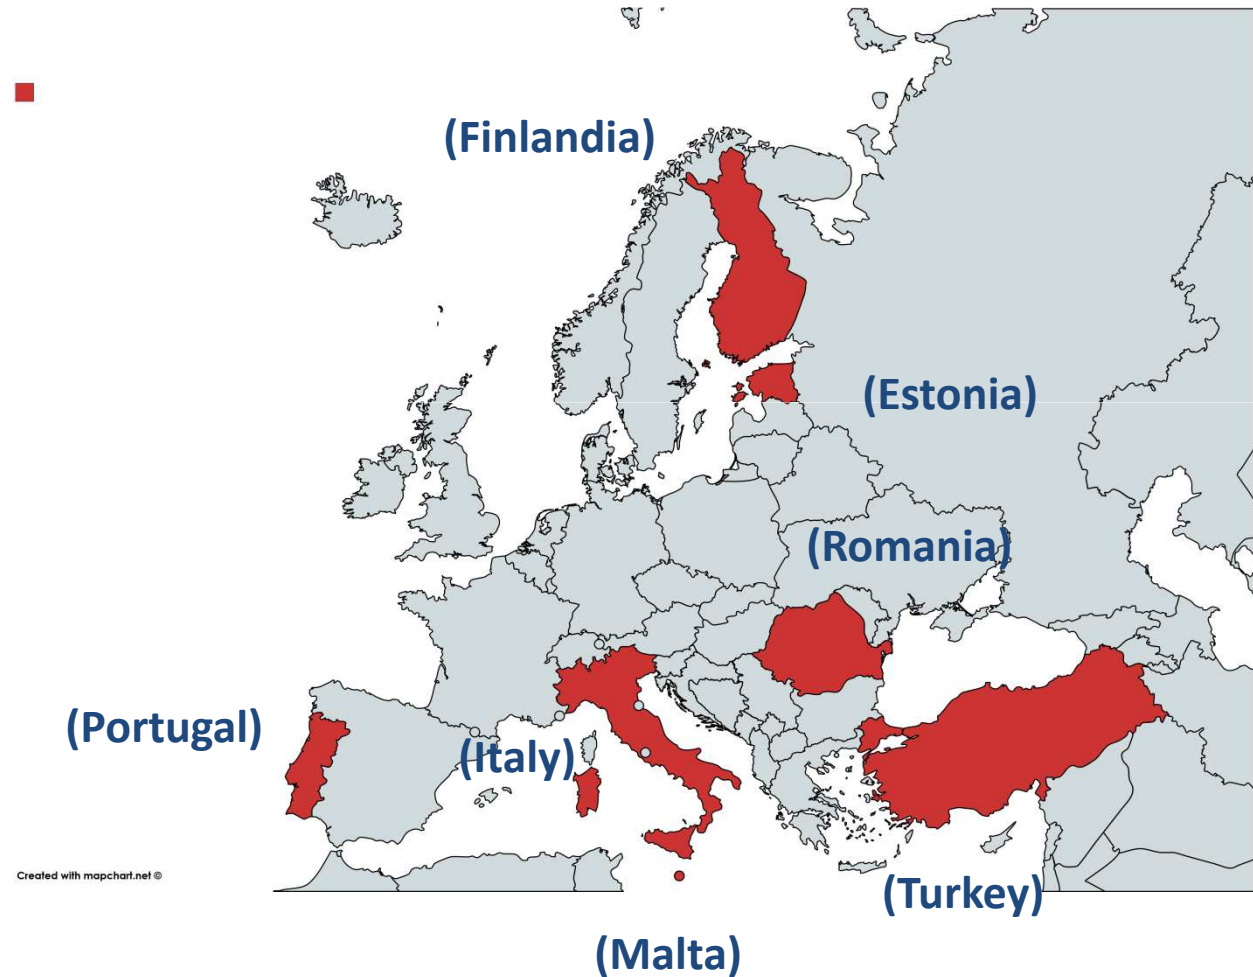 (Finlandia)
(Estonia)
(Romania)
(Portugal)
(Italy)
Created with mapchart.net ©
(Turkey)
(Malta)